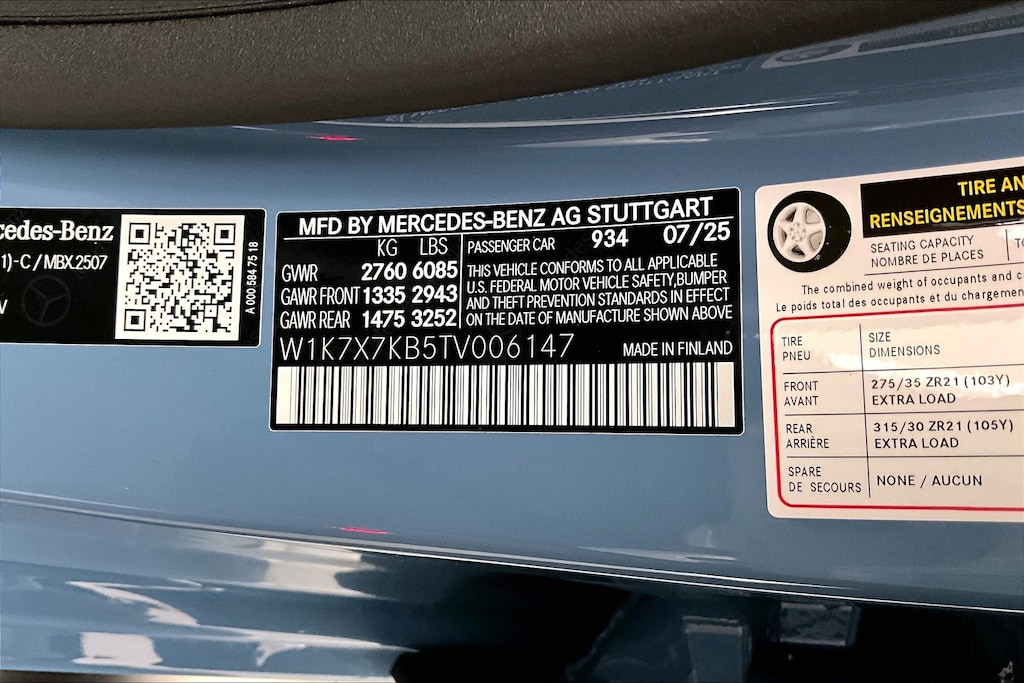 cedes-Benz
1)-C / MBX.2507
V
A 000 584 75 18
MFD BY MERCEDES-BENZ AG STUTTGART
KG LBS
GVWR 2760 6085
GAWR FRONT 1335 2943
GAWR REAR 1475 3252
PASSENGER CAR 934 07/25
THIS VEHICLE CONFORMS TO ALL APPLICABLE
U.S. FEDERAL MOTOR VEHICLE SAFETY,BUMPER
AND THEFT PREVENTION STANDARDS IN EFFECT
ON THE DATE OF MANUFACTURE SHOWN ABOVE
W1K7X7KB5TV006147 MADE IN FINLAND
TIRE AN
RENSEIGNEMENTS
SEATING CAPACITY
NOMBRE DE PLACES
The combined weight of occupants and c
Le poids total des occupants et du chargemen
TIRE SIZE
PNEU DIMENSIONS
FRONT 275/35 ZR21 (103Y)
AVANT EXTRA LOAD
REAR 315/30 ZR21 (105Y)
ARRIÈRE EXTRA LOAD
SPARE
DE SECOURS NONE / AUCUN